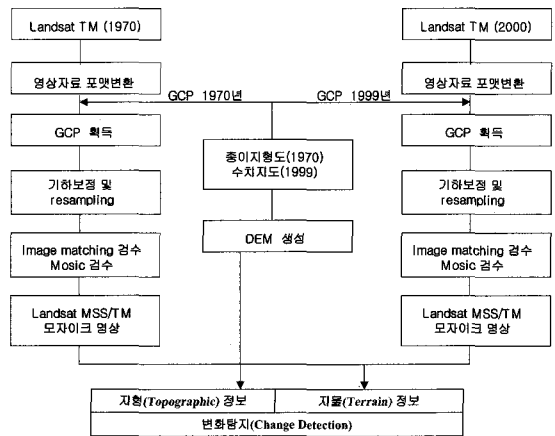 Landsat TM (1970)
Landsat TM (2000)
영상자료 포맷변환
영상자료 포맷변환
GCP 1970년
GCP 1999년
GCP 획득
GCP 획득
종이지형도(1970)
수치지도(1999)
기하보정 및
resampling
기하보정 및
resampling
DEM 생성
Image matching 검수
Mosic 검수
Image matching 검수
Mosic 검수
Landsat MSS/TM
모자이크 영상
Landsat MSS/TM
모자이크 영상
지형(Topographic) 정보
지물(Terrain) 정보
변화탐지(Change Detection)